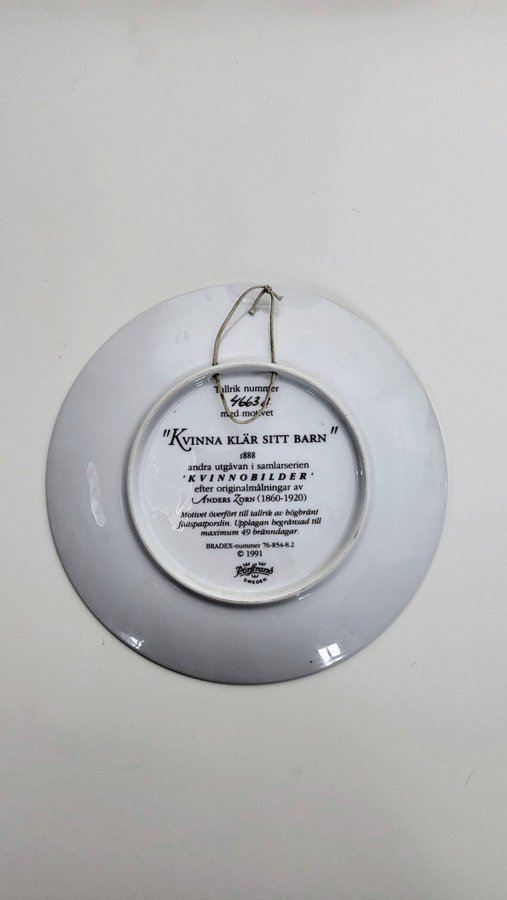 Tallrik nummer
med motivet
"KVINNA KLÄR SITT BARN"
1888
andra utgåvan i samlarserien
'KVINNOBILDER'
efter originalmålningar av
ANDERS ZORN (1860-1920)
Motivet överfört till tallrik av högbränt
fältspatporslin. Upplagan begränsad till
maximum 49 bränndagar.
BRADEX-nummer 76-R54-8.2
© 1991
Rörstrand
SWEDEN